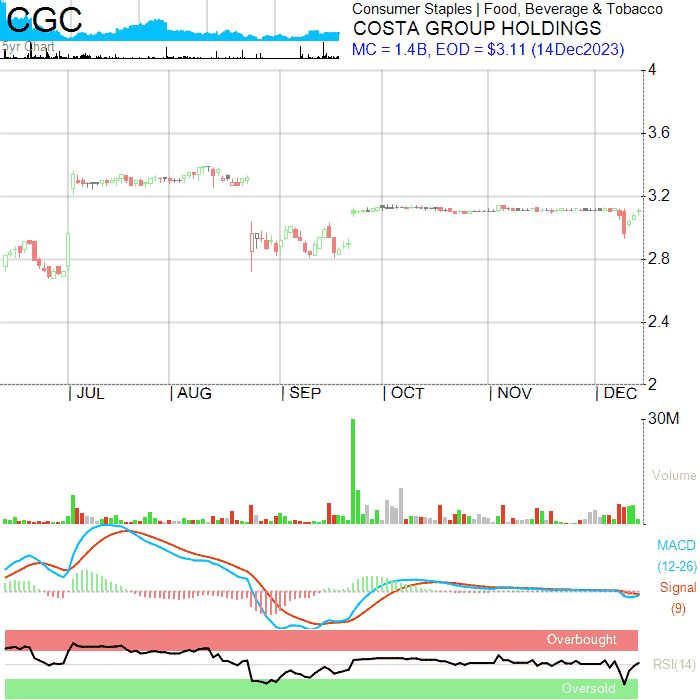 CGC
5yr Chart
Consumer Staples | Food, Beverage & Tobacco
COSTA GROUP HOLDINGS
MC = 1.4B, EOD = $3.11 (14Dec2023)
4
3.6
3.2
2.8
2.4
2
| JUL | AUG | SEP | OCT | NOV | DEC
30M
Volume
MACD
(12-26)
Signal
(9)
Overbought
RSI(14)
Oversold